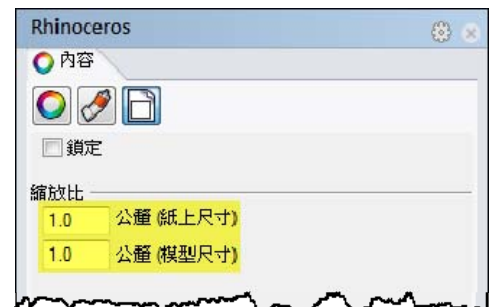 Rhinoceros
內容
鎖定
縮放比
1.0 公釐 (紙上尺寸)
1.0 公釐 (模型尺寸)